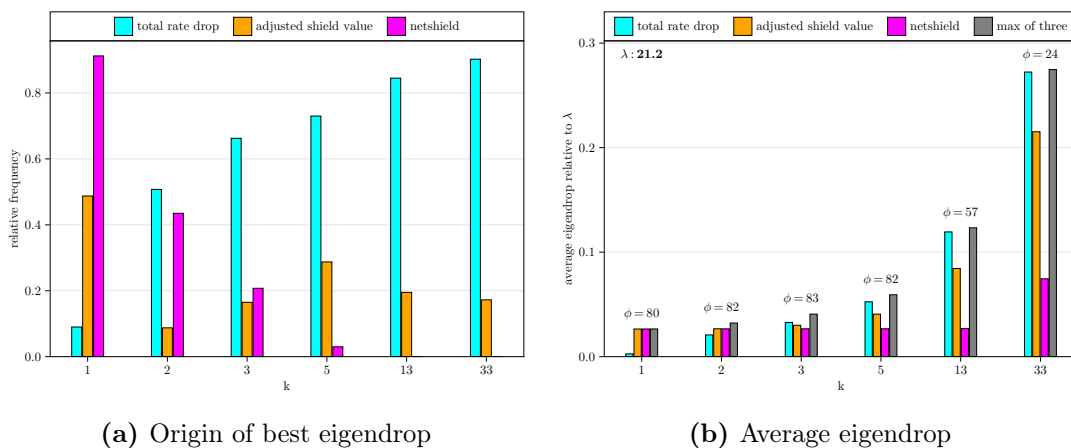 total rate drop adjusted shield value netshield
relative frequency
0.8
0.6
0.4
0.2
0.0
1 2 3 5 13 33
k
(a) Origin of best eigendrop
total rate drop adjusted shield value netshield max of three
λ : 21.2
average eigendrop relative to λ
0.3
0.2
0.1
0.0
ϕ = 80 ϕ = 82 ϕ = 83 ϕ = 82 ϕ = 57 ϕ = 24
1 2 3 5 13 33
k
(b) Average eigendrop